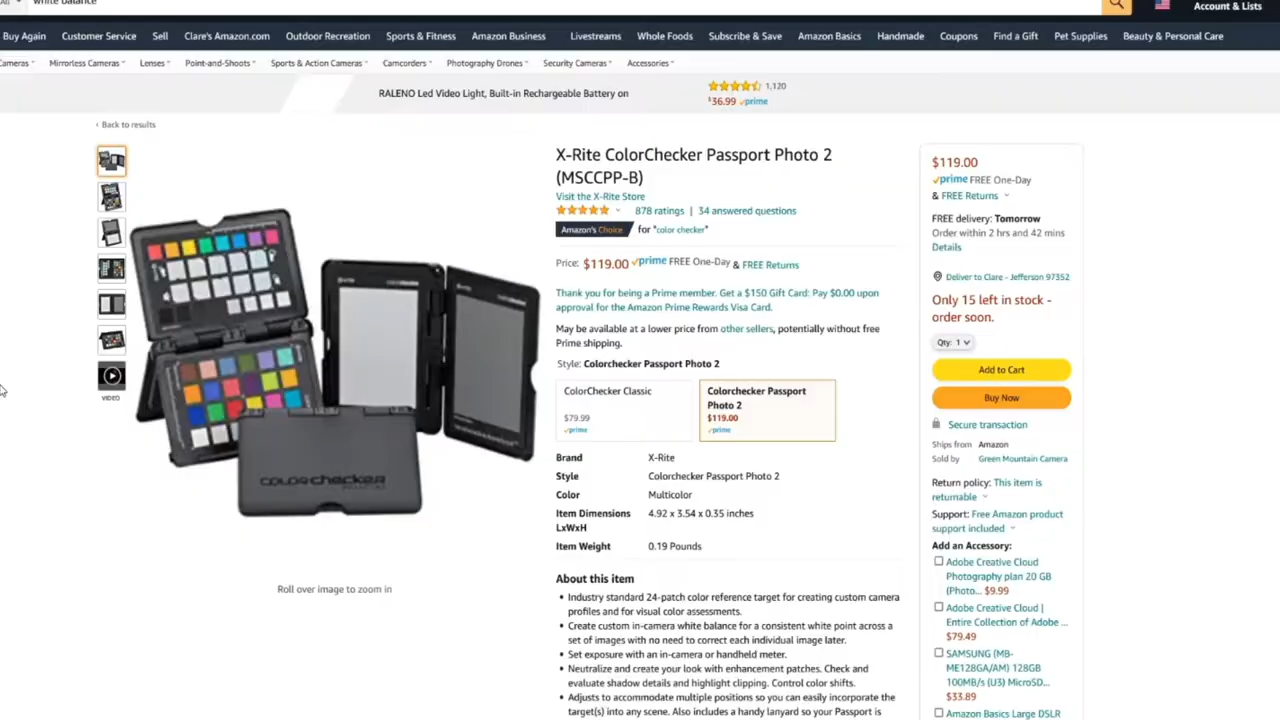 All
white balance
Account & Lists
Buy Again Customer Service Sell Clare's Amazon.com Outdoor Recreation Sports & Fitness Amazon Business Livestreams Whole Foods Subscribe & Save Amazon Basics Handmade Coupons Find a Gift Pet Supplies Beauty & Personal Care
Cameras Mirrorless Cameras Lenses Point-and-Shoots Sports & Action Cameras Camcorders Photography Drones Security Cameras Accessories
RALENO Led Video Light, Built-in Rechargeable Battery on
1,120
$36.99 prime
‹ Back to results
VIDEO
colorchecker
Roll over image to zoom in
X-Rite ColorChecker Passport Photo 2
(MSCCPP-B)
Visit the X-Rite Store
878 ratings | 34 answered questions
Amazon's Choice for "color checker"
Price: $119.00 prime FREE One-Day & FREE Returns
Thank you for being a Prime member. Get a $150 Gift Card: Pay $0.00 upon
approval for the Amazon Prime Rewards Visa Card.
May be available at a lower price from other sellers, potentially without free
Prime shipping.
Style: Colorchecker Passport Photo 2
ColorChecker Classic
$79.99
prime
Colorchecker Passport
Photo 2
$119.00
prime
Brand X-Rite
Style Colorchecker Passport Photo 2
Color Multicolor
Item Dimensions 4.92 x 3.54 x 0.35 inches
LxWxH
Item Weight 0.19 Pounds
About this item
• Industry standard 24-patch color reference target for creating custom camera
profiles and for visual color assessments.
• Create custom in-camera white balance for a consistent white point across a
set of images with no need to correct each individual image later.
• Set exposure with an in-camera or handheld meter.
• Neutralize and create your look with enhancement patches. Check and
evaluate shadow details and highlight clipping. Control color shifts.
• Adjusts to accommodate multiple positions so you can easily incorporate the
target(s) into any scene. Also includes a handy lanyard so your Passport is
$119.00
prime FREE One-Day
& FREE Returns
FREE delivery: Tomorrow
Order within 2 hrs and 42 mins
Details
Deliver to Clare - Jefferson 97352
Only 15 left in stock -
order soon.
Qty: 1
Add to Cart
Buy Now
Secure transaction
Ships from Amazon
Sold by Green Mountain Camera
Return policy: This item is
returnable
Support: Free Amazon product
support included
Add an Accessory:
Adobe Creative Cloud
Photography plan 20 GB
(Photo... $9.99
Adobe Creative Cloud |
Entire Collection of Adobe ...
$79.49
SAMSUNG (MB-
ME128GA/AM) 128GB
100MB/s (U3) MicroSD...
$33.89
Amazon Basics Large DSLR